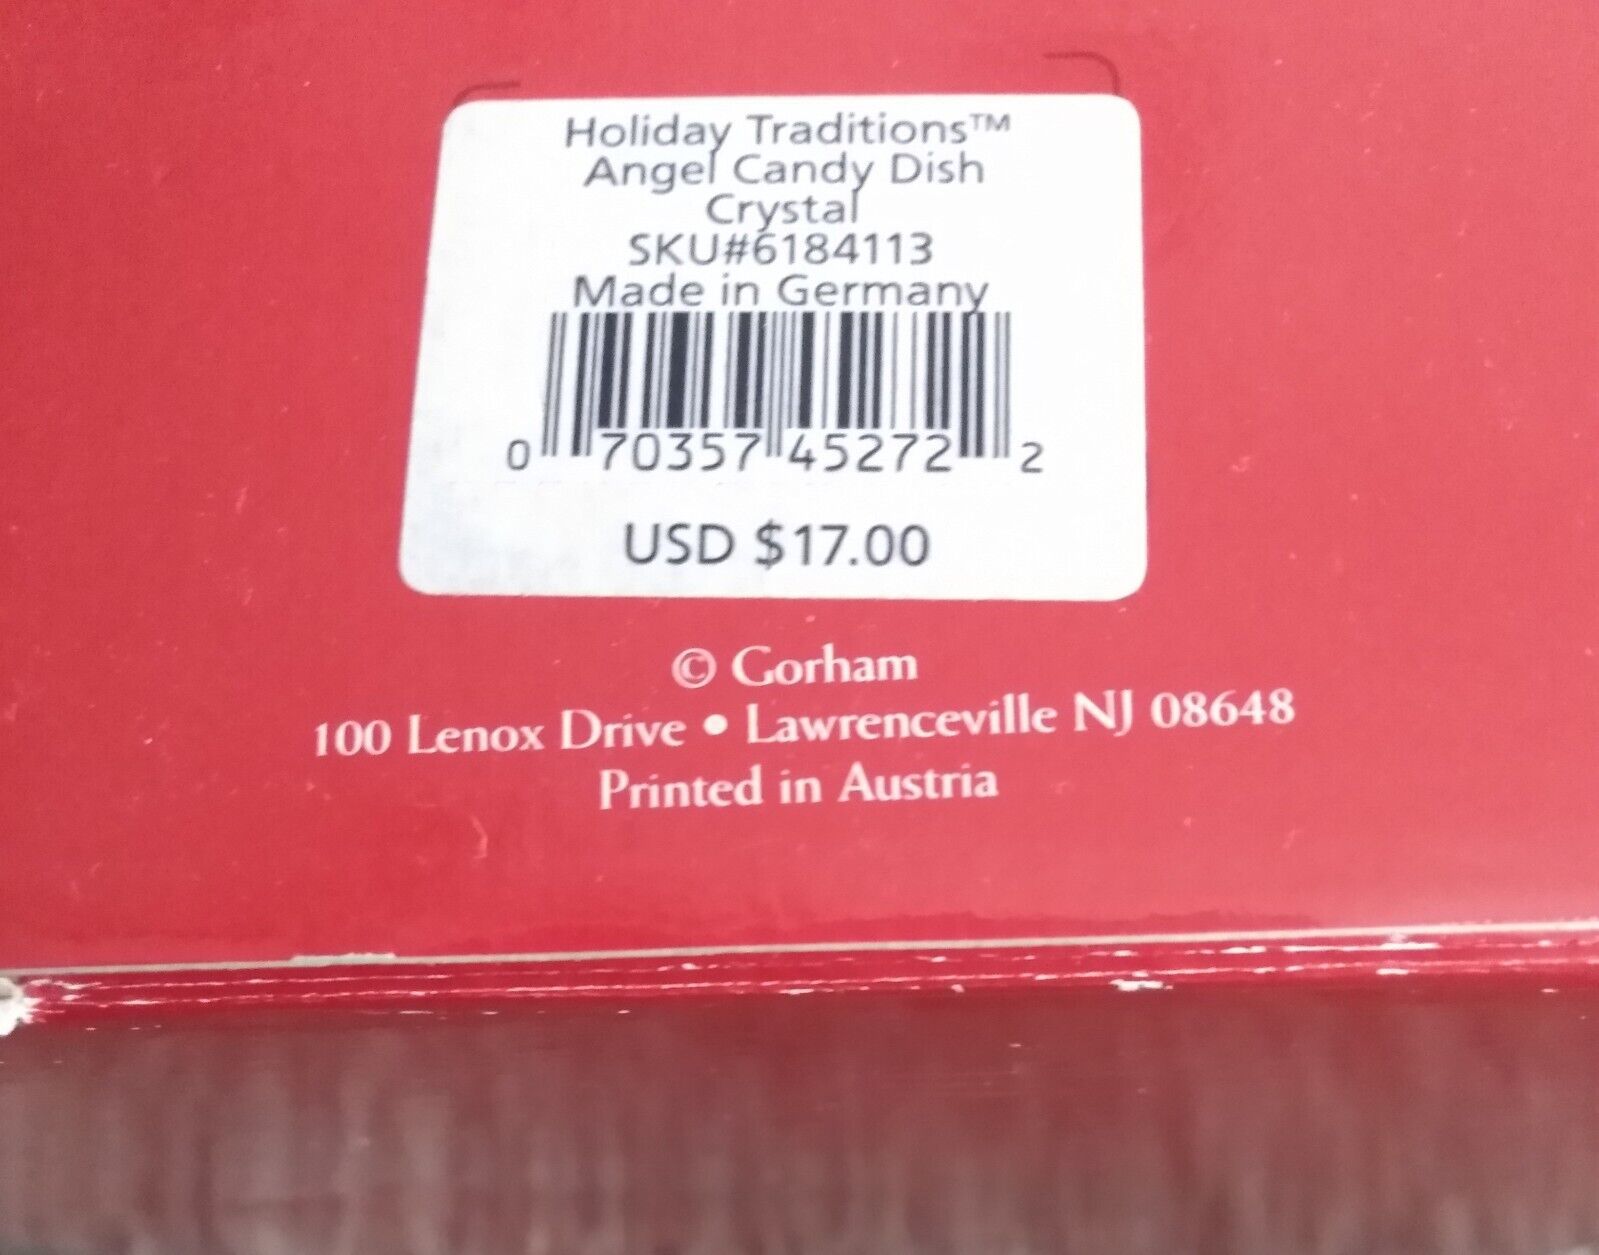 Holiday Traditions™
Angel Candy Dish
Crystal
SKU#6184113
Made in Germany
0 70357 45272 2
USD $17.00
© Gorham
100 Lenox Drive • Lawrenceville NJ 08648
Printed in Austria